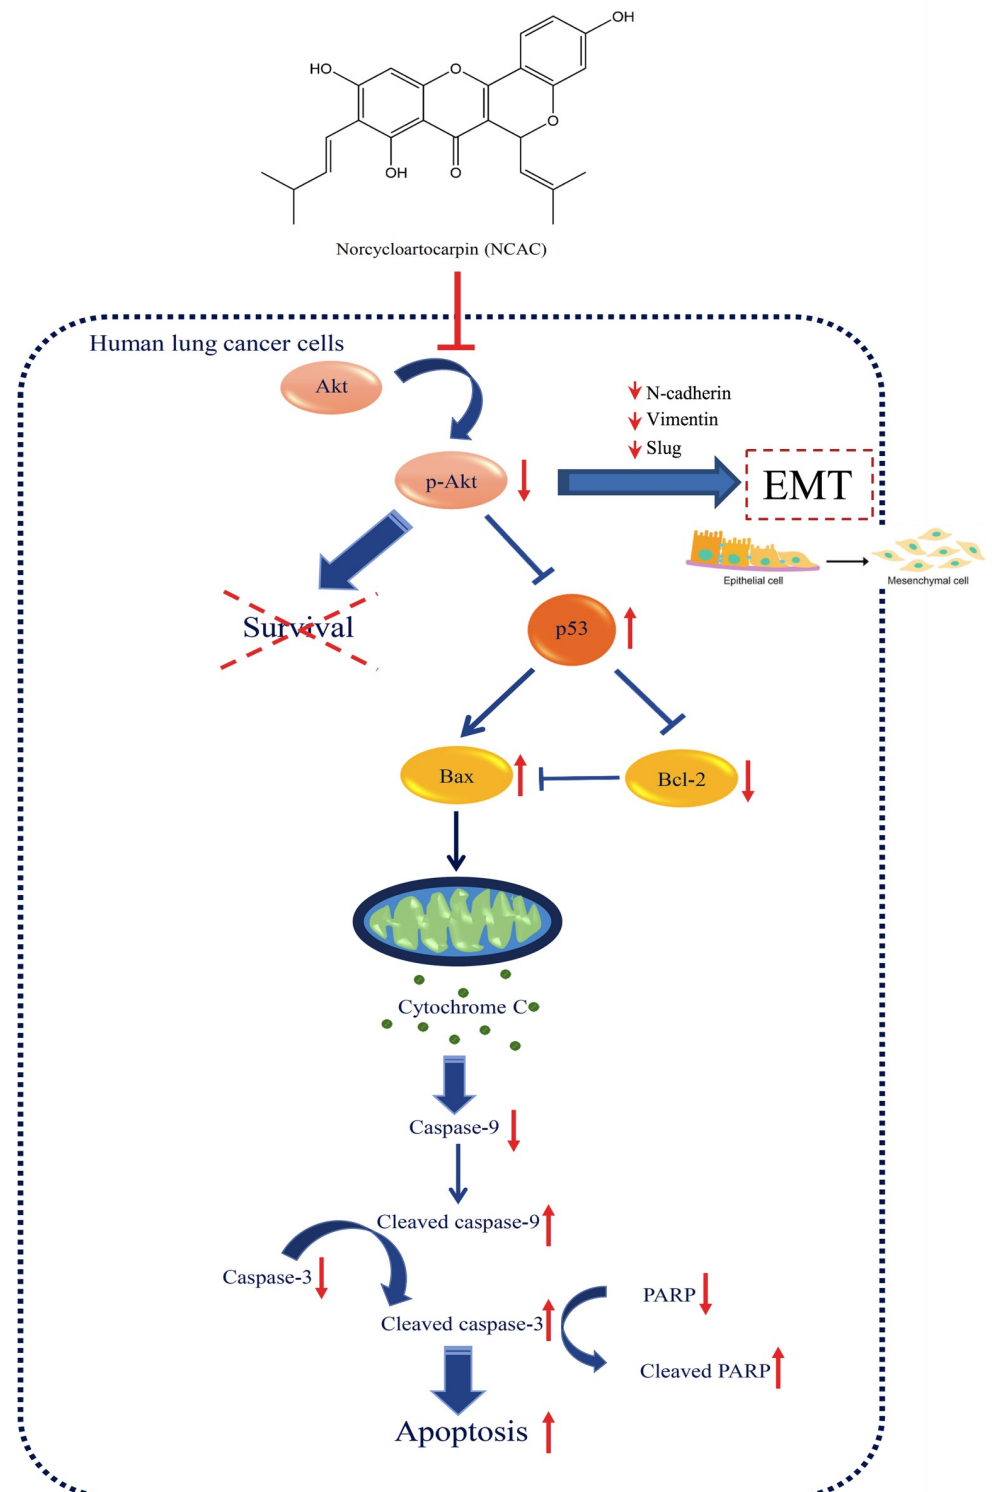 OH
HO
O
O
OH
O
Norcycloartocarpin (NCAC)
Human lung cancer cells
Akt
N-cadherin
Vimentin
Slug
p-Akt
EMT
Epithelial cell
Mesenchymal cell
Survival
p53
Bax
Bcl-2
Cytochrome C
Caspase-9
Cleaved caspase-9
Caspase-3
PARP
Cleaved caspase-3
Cleaved PARP
Apoptosis